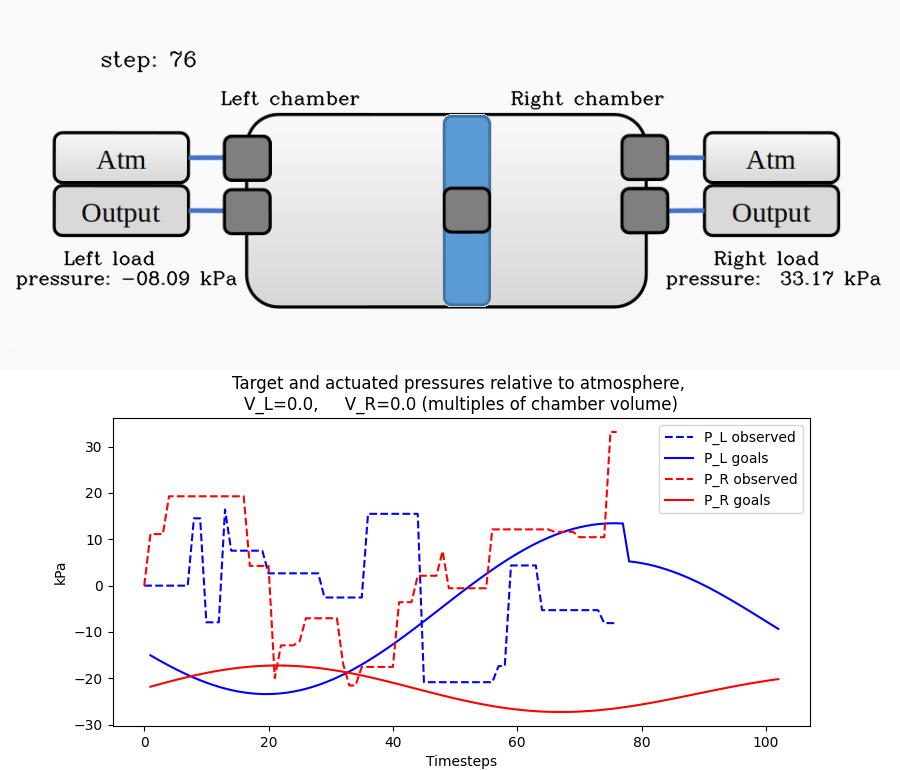 step: 76
Left chamber
Right chamber
Atm
Atm
Output
Output
Left load
pressure: −08.09 kPa
Right load
pressure: 33.17 kPa
Target and actuated pressures relative to atmosphere,
V_L=0.0, V_R=0.0 (multiples of chamber volume)
P_L observed
P_L goals
P_R observed
P_R goals
kPa
30
20
10
0
−10
−20
−30
0 20 40 60 80 100
Timesteps